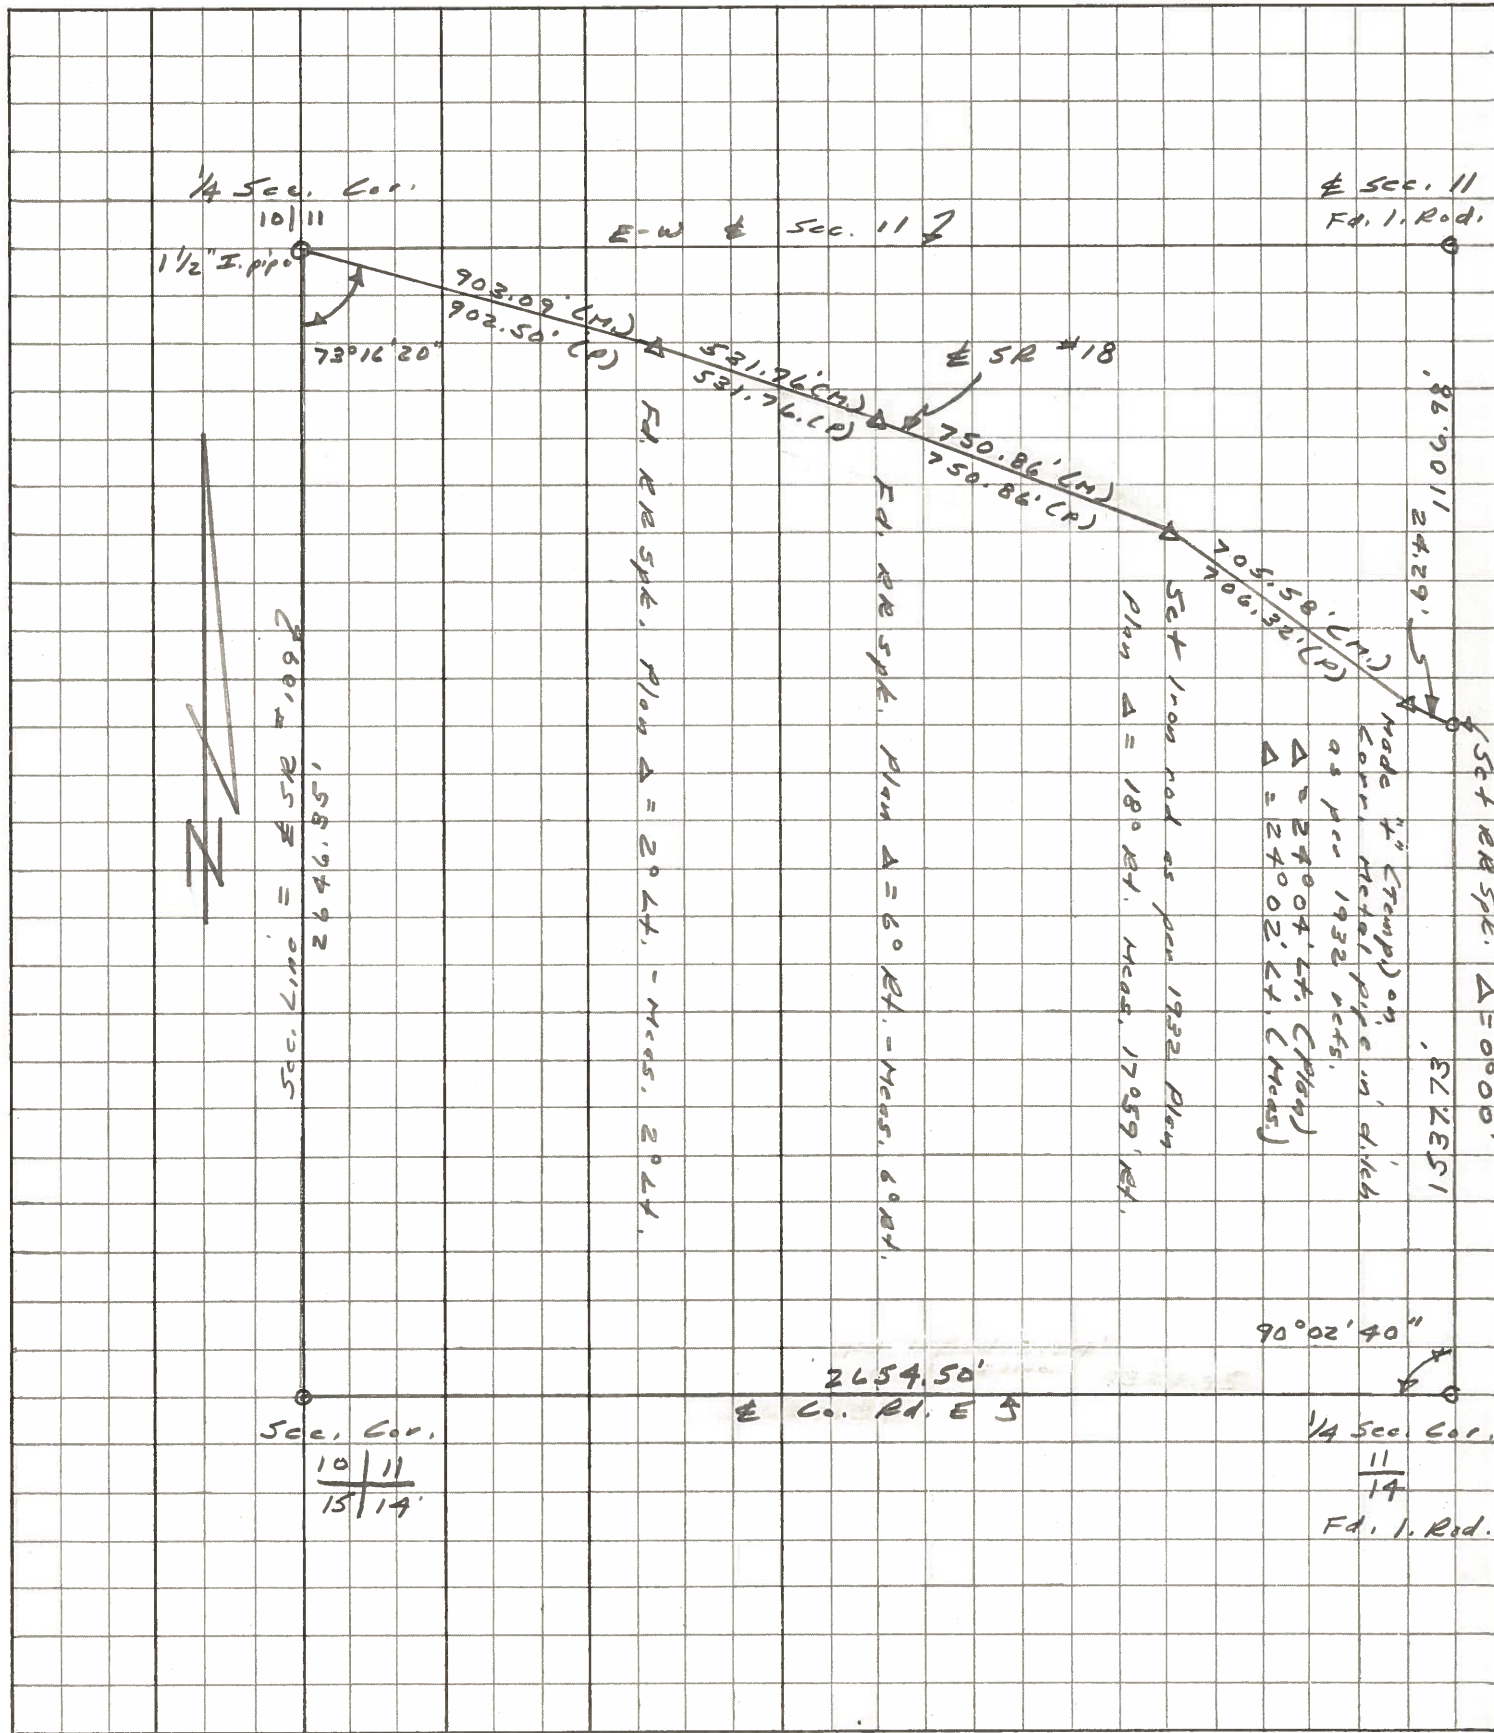 1/4 Sec. Cor.
10 | 11
1 1/2" I. pipe
E-W ℄ Sec. 11
℄ Sec. 11
Fd. I. Rod.
903.09' (M.)
902.50' (P)
73°16'20"
531.76' (M.)
531.76. (P)
℄ SR #18
750.86' (M)
750.86' (P)
705.58' (M.)
706.32' (P)
1106.98'
24.29'
Sec. Line = ℄ SR #109
2646.35'
N
Fd. RR Spk. Plan Δ = 2° Lt. - Meas. 2° Lt.
Fd. RR Spk. Plan Δ = 6° Rt. - Meas. 6° Rt.
Set Iron rod as per 1932 Plan
Plan Δ = 18° Rt. Meas. 17°59' Rt.
Made "+" (Temp.) on
Corr. Metal Pipe in ditch
as per 1932 refs.
Δ = 24°04' Lt. (Plan)
Δ = 24°02' Lt. (Meas)
Set RR Spk. Δ = 0°00'
1537.73'
90°02'40"
2654.50'
℄ Co. Rd. E
Sec. Cor.
10 | 11
15 | 14
1/4 Sec. Cor.
11
14
Fd. I. Rod.